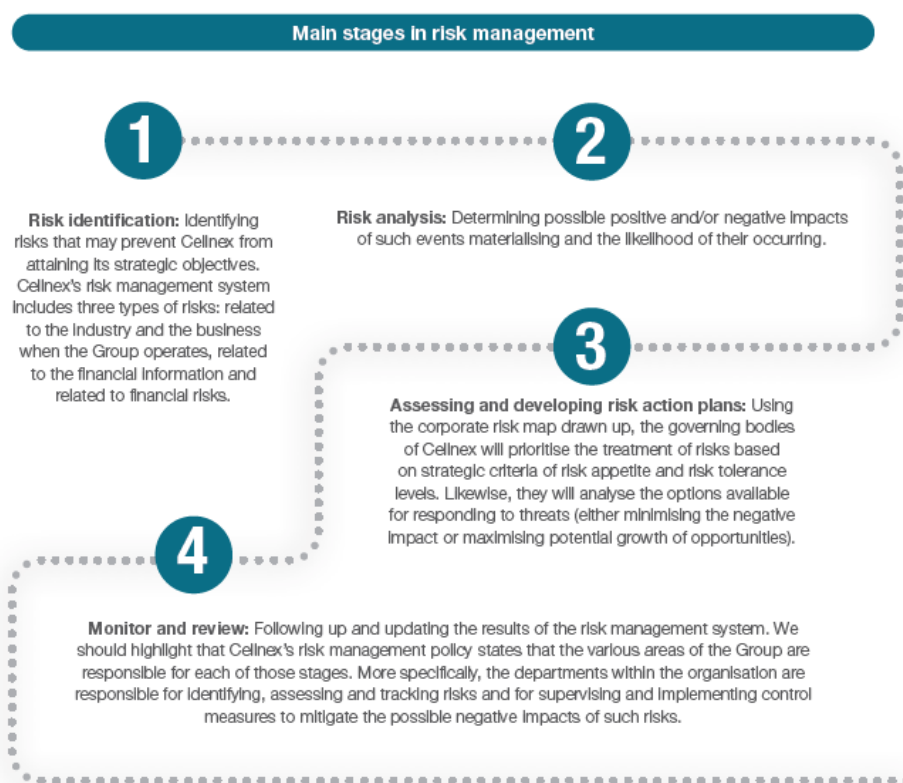 Main stages in risk management
1
2
Risk identification: Identifying
risks that may prevent Cellnex from
attaining its strategic objectives.
Cellnex's risk management system
includes three types of risks: related
to the industry and the business
when the Group operates, related
to the financial information and
related to financial risks.
Risk analysis: Determining possible positive and/or negative impacts
of such events materialising and the likelihood of their occurring.
3
Assessing and developing risk action plans: Using
the corporate risk map drawn up, the governing bodies
of Cellnex will prioritise the treatment of risks based
on strategic criteria of risk appetite and risk tolerance
levels. Likewise, they will analyse the options available
for responding to threats (either minimising the negative
impact or maximising potential growth of opportunities).
4
Monitor and review: Following up and updating the results of the risk management system. We
should highlight that Cellnex's risk management policy states that the various areas of the Group are
responsible for each of those stages. More specifically, the departments within the organisation are
responsible for identifying, assessing and tracking risks and for supervising and implementing control
measures to mitigate the possible negative impacts of such risks.